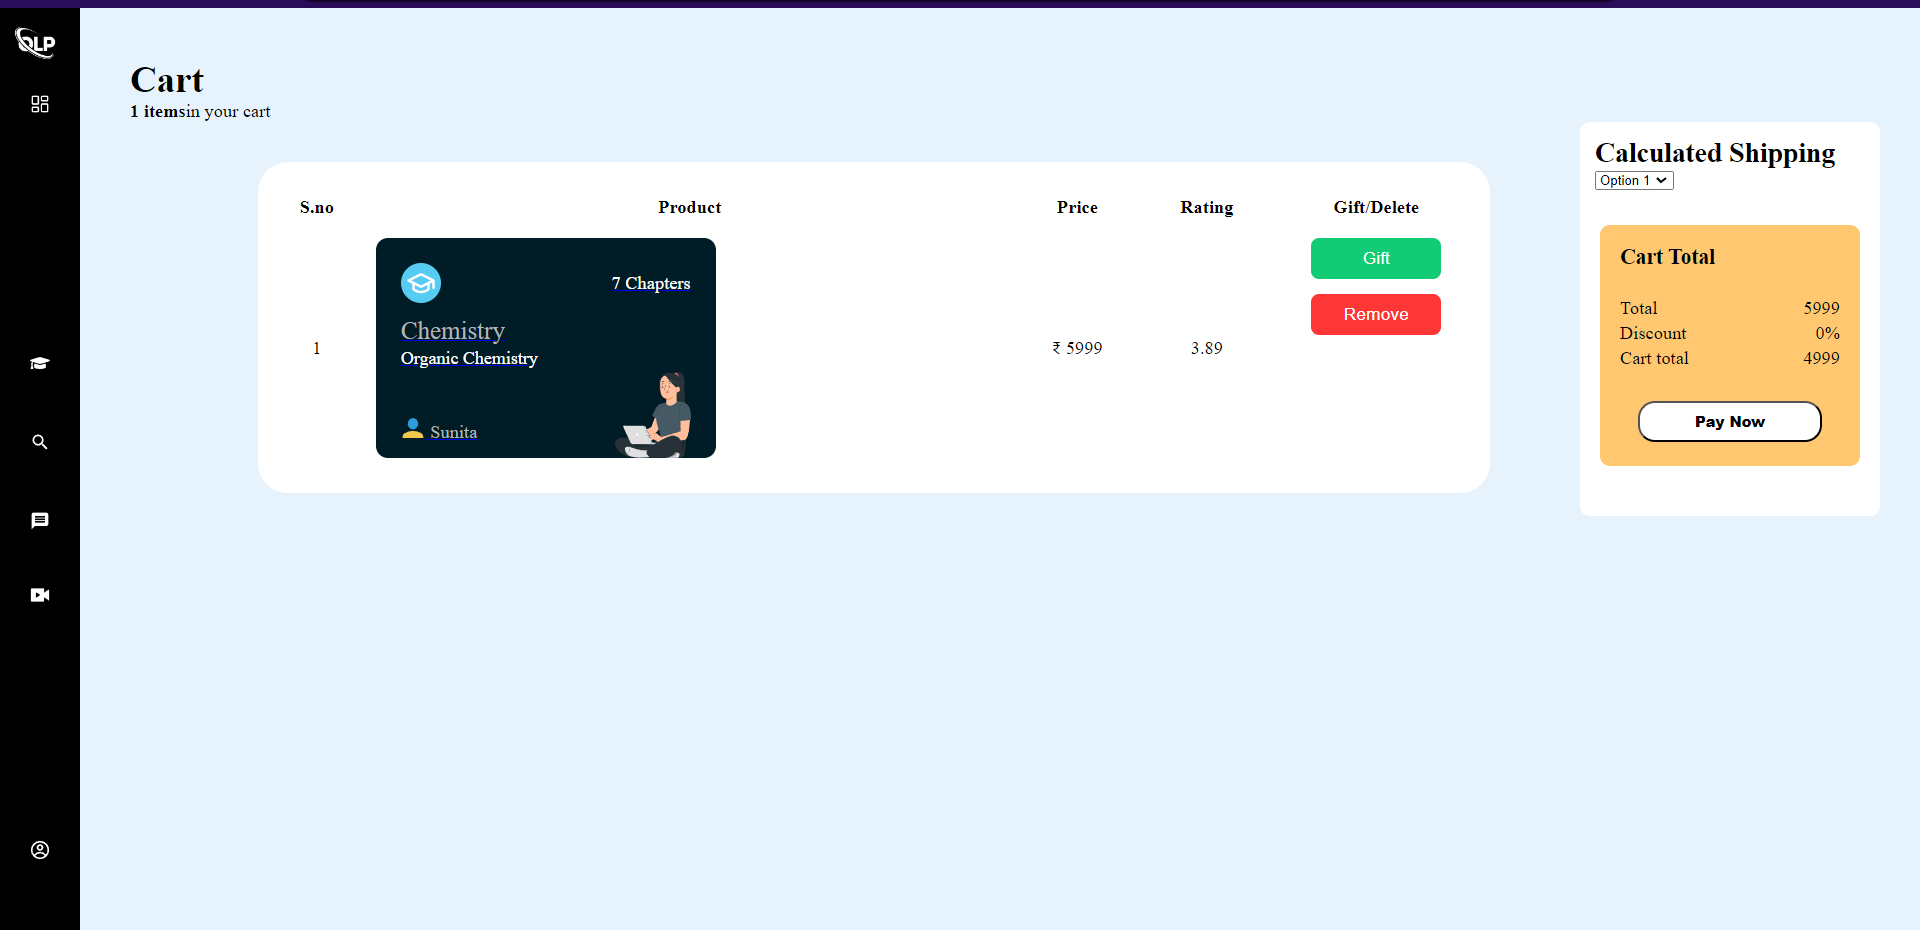 OLP
Cart
1 itemsin your cart
S.no Product Price Rating Gift/Delete
1
7 Chapters
Chemistry
Organic Chemistry
Sunita
₹ 5999
3.89
Gift
Remove
Calculated Shipping
Option 1
Cart Total
Total 5999
Discount 0%
Cart total 4999
Pay Now